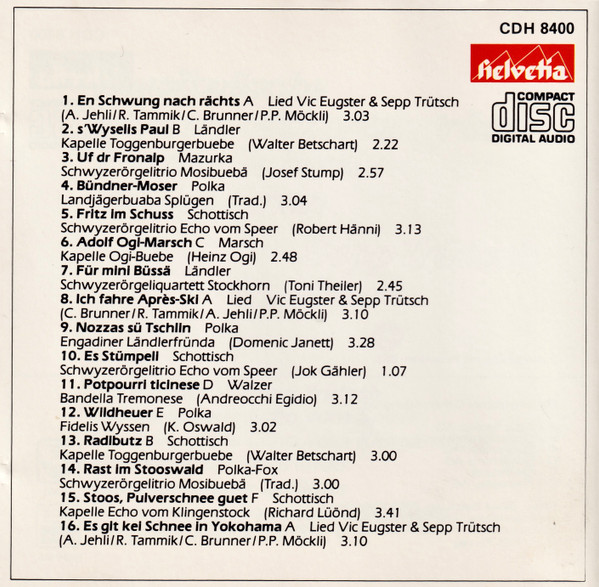 CDH 8400
helvetia
COMPACT
disc
DIGITAL AUDIO
1. En Schwung nach rächts A Lied Vic Eugster & Sepp Trütsch
(A. Jehli/R. Tammik/C. Brunner/P.P. Möckli) 3.03
2. s'Wysells Paul B Ländler
Kapelle Toggenburgerbuebe (Walter Betschart) 2.22
3. Uf dr Fronalp Mazurka
Schwyzerörgelitrio Mosibuebä (Josef Stump) 2.57
4. Bündner-Moser Polka
Landjägerbuaba Splügen (Trad.) 3.04
5. Fritz im Schuss Schottisch
Schwyzerörgelitrio Echo vom Speer (Robert Hänni) 3.13
6. Adolf Ogi-Marsch C Marsch
Kapelle Ogi-Buebe (Heinz Ogi) 2.48
7. Für mini Büssä Ländler
Schwyzerörgeliquartett Stockhorn (Toni Theiler) 2.45
8. Ich fahre Après-Ski A Lied Vic Eugster & Sepp Trütsch
(C. Brunner/R. Tammik/A. Jehli/P.P. Möckli) 3.10
9. Nozzas sü Tschlin Polka
Engadiner Ländlerfründa (Domenic Janett) 3.28
10. Es Stümpeli Schottisch
Schwyzerörgelitrio Echo vom Speer (Jok Gähler) 1.07
11. Potpourri ticinese D Walzer
Bandella Tremonese (Andreocchi Egidio) 3.12
12. Wildheuer E Polka
Fidelis Wyssen (K. Oswald) 3.02
13. Radibutz B Schottisch
Kapelle Toggenburgerbuebe (Walter Betschart) 3.00
14. Rast im Stooswald Polka-Fox
Schwyzerörgelitrio Mosibuebä (Trad.) 3.00
15. Stoos, Pulverschnee guet F Schottisch
Kapelle Echo vom Klingenstock (Richard Lüönd) 3.41
16. Es git kei Schnee in Yokohama A Lied Vic Eugster & Sepp Trütsch
(A. Jehli/R. Tammik/C. Brunner/P.P. Möckli) 3.10